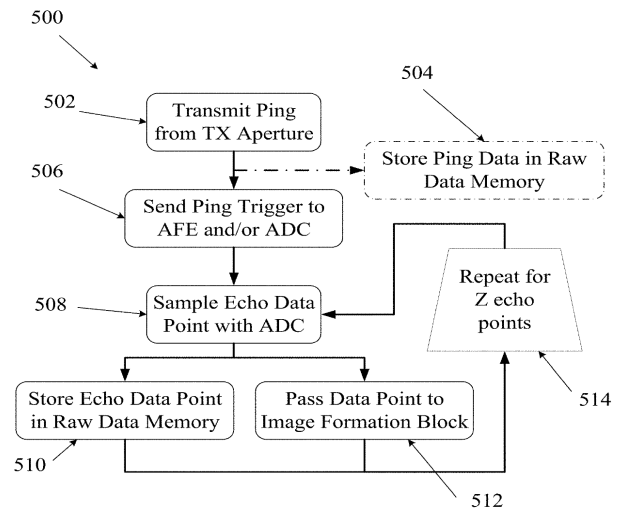 500
502
Transmit Ping
from TX Aperture
504
Store Ping Data in Raw
Data Memory
506
Send Ping Trigger to
AFE and/or ADC
508
Sample Echo Data
Point with ADC
Repeat for
Z echo
points
514
Store Echo Data Point
in Raw Data Memory
510
Pass Data Point to
Image Formation Block
512